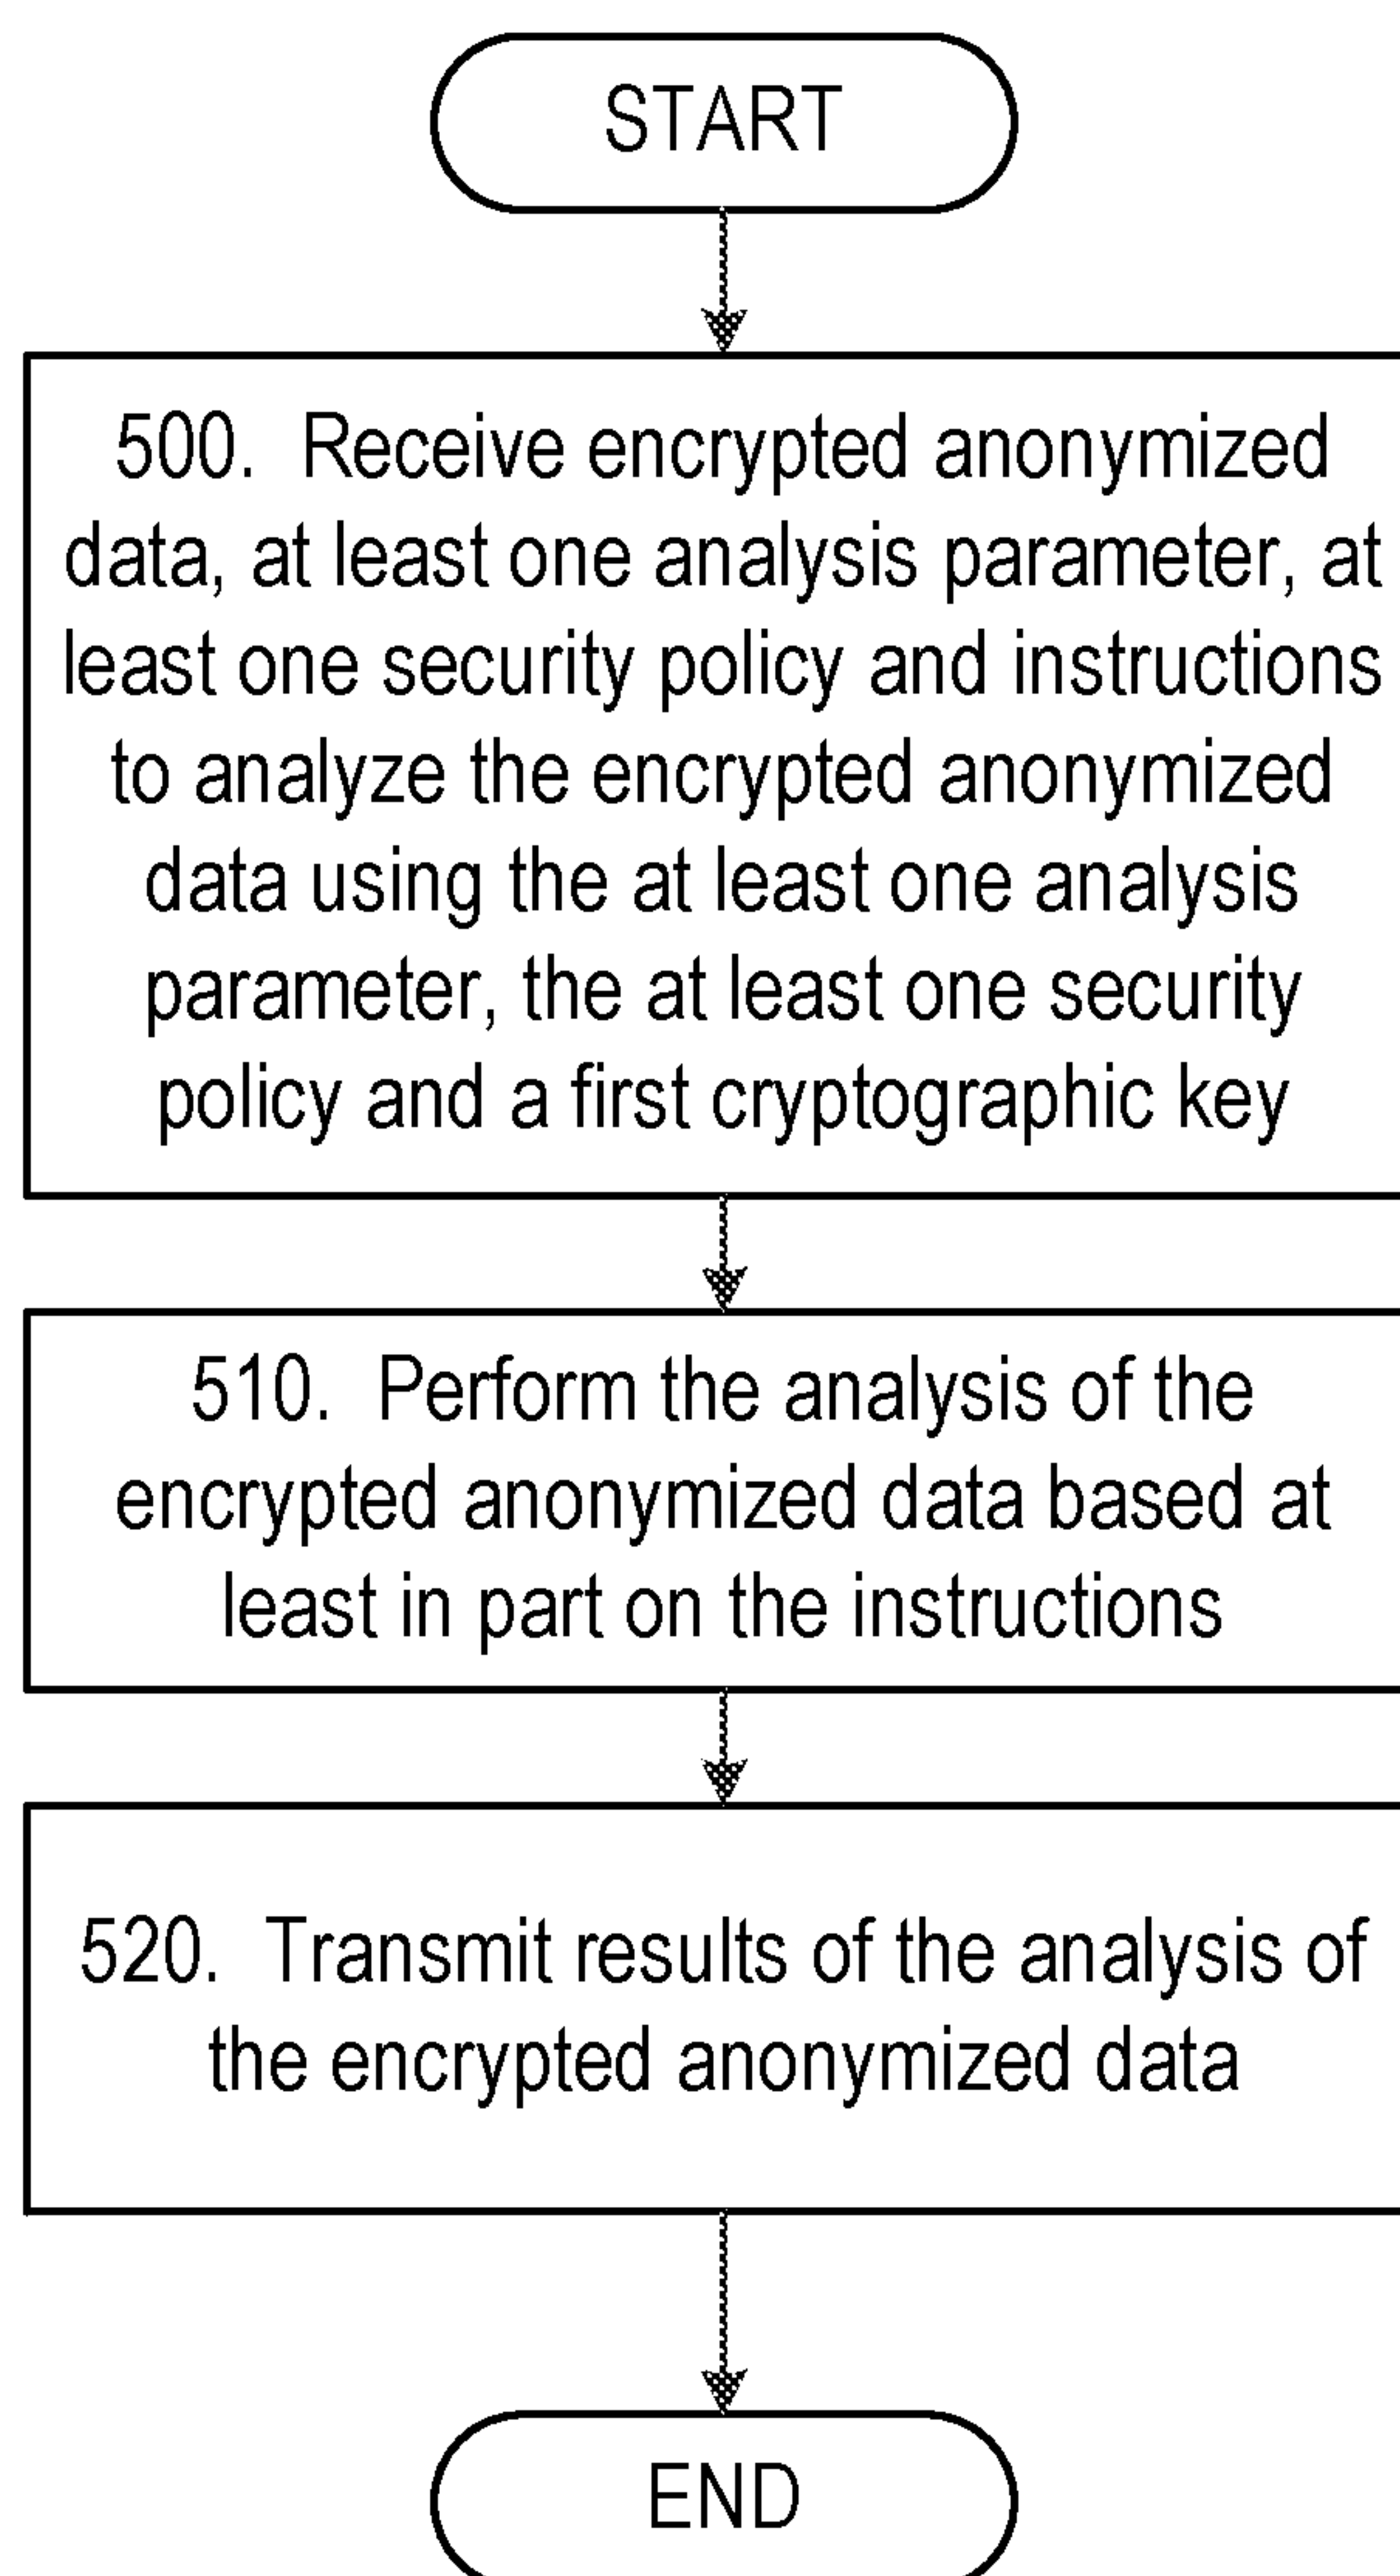 START
500. Receive encrypted anonymized
data, at least one analysis parameter, at
least one security policy and instructions
to analyze the encrypted anonymized
data using the at least one analysis
parameter, the at least one security
policy and a first cryptographic key
510. Perform the analysis of the
encrypted anonymized data based at
least in part on the instructions
520. Transmit results of the analysis of
the encrypted anonymized data
END